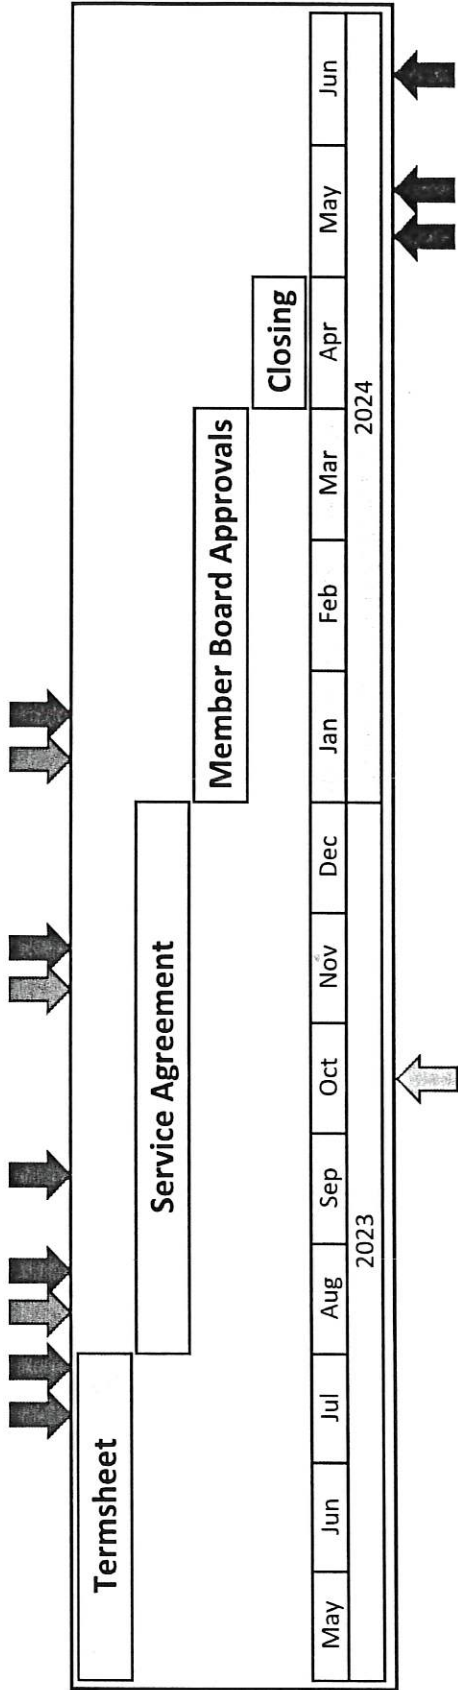 Termsheet
Service Agreement
Member Board Approvals
Closing
May Jun Jul Aug Sep Oct Nov Dec Jan Feb Mar Apr May Jun
2023 2024